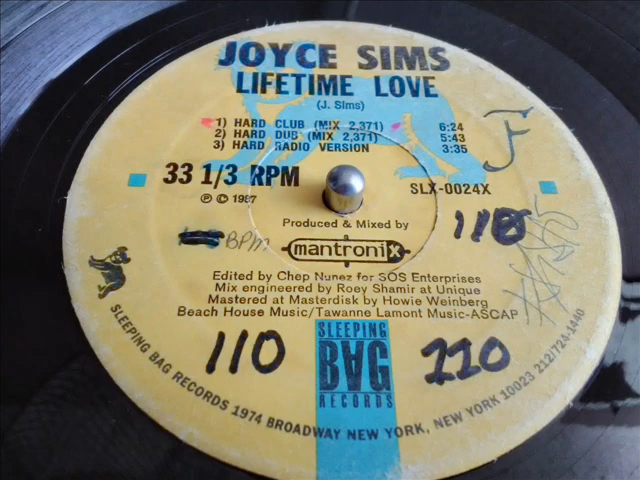 JOYCE SIMS
LIFETIME LOVE
(J. Sims)
1) HARD CLUB (MIX 2,371) 6:24
2) HARD DUB (MIX 2,371) 5:43
3) HARD RADIO VERSION 3:35
33 1/3 RPM
SLX-0024X
℗ © 1987
Produced & Mixed by
110
BPM
mantronix
Edited by Chep Nunez for SOS Enterprises
Mix engineered by Roey Shamir at Unique
Mastered at Masterdisk by Howie Weinberg
Beach House Music/Tawanne Lamont Music-ASCAP
110
110
SLEEPING
BAG
RECORDS
SLEEPING BAG RECORDS 1974 BROADWAY NEW YORK, NEW YORK 10023 212/724-1440